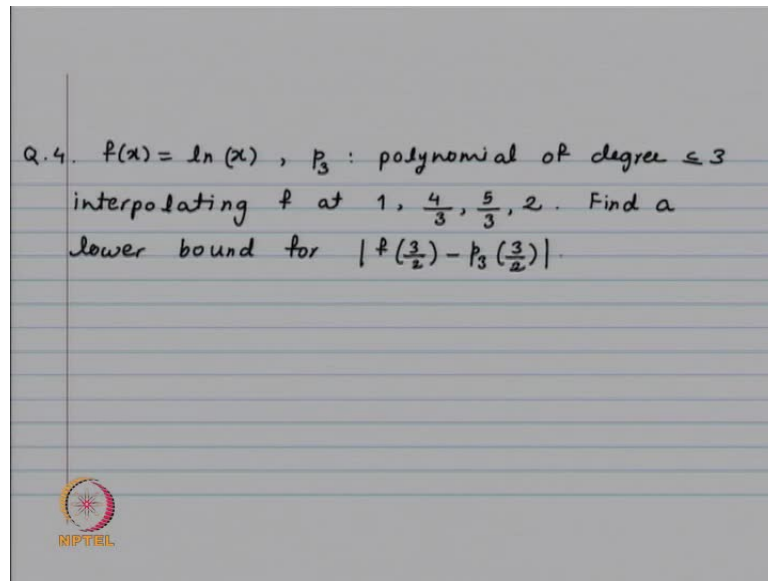 Q.4. f(x) = ln (x) , p₃ : polynomial of degree ≤ 3
interpolating f at 1, 4/3, 5/3, 2. Find a
lower bound for |f(3/2) - p₃(3/2)|.
NPTEL